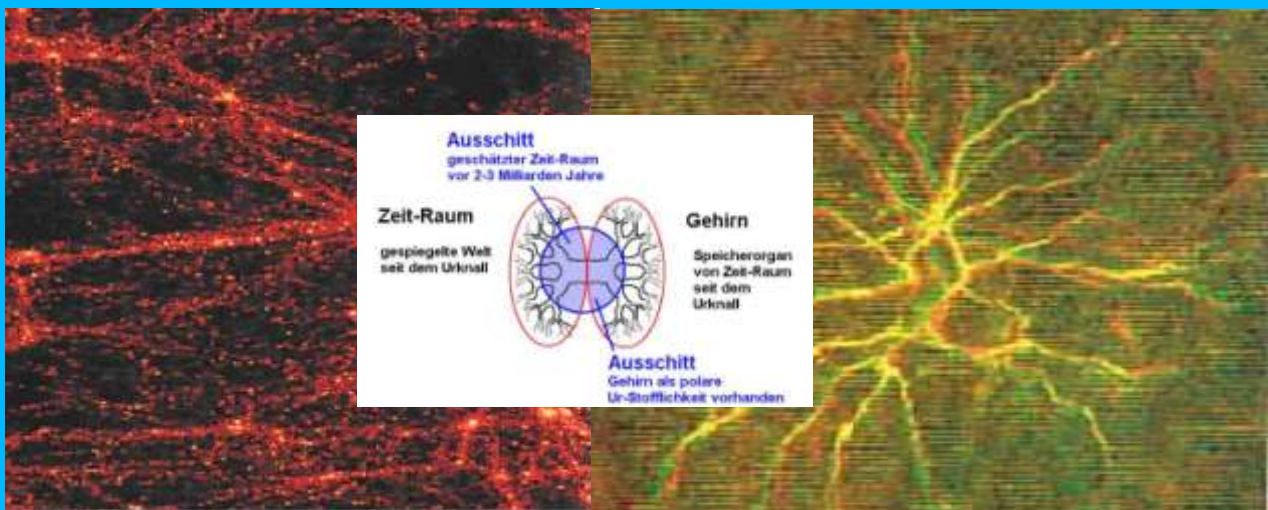 Ausschitt
geschätzter Zeit-Raum
vor 2-3 Milliarden Jahre
Zeit-Raum
gespiegelte Welt
seit dem Urknall
Gehirn
Speicherorgan
von Zeit-Raum
seit dem
Urknall
Ausschitt
Gehirn als polare
Ur-Stofflichkeit vorhanden